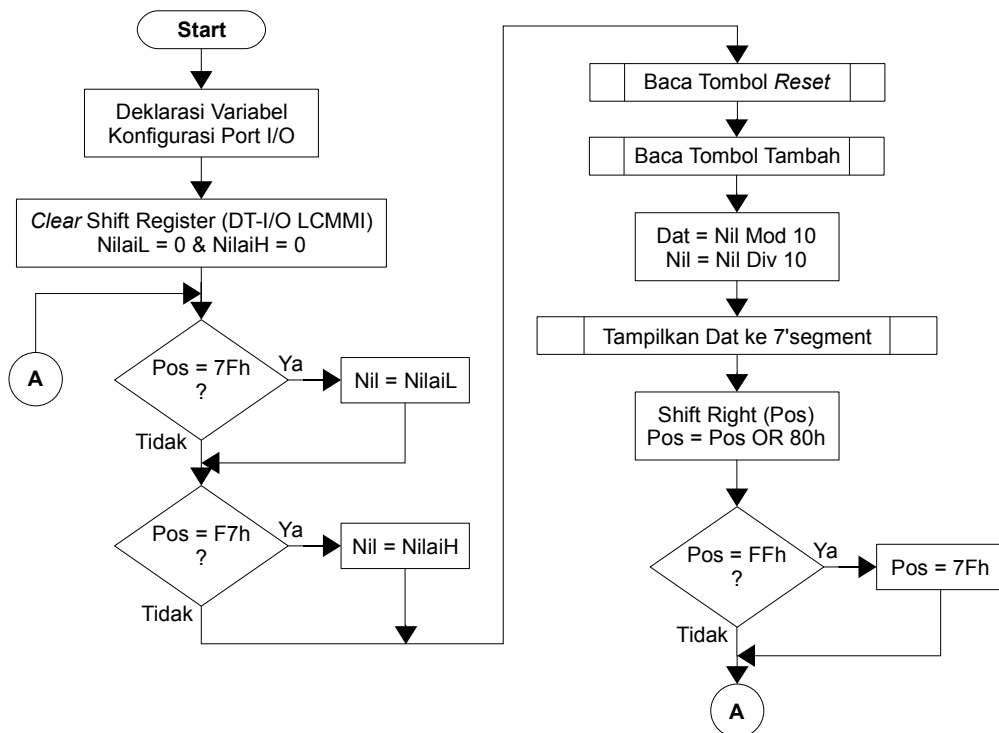 Start
Deklarasi Variabel
Konfigurasi Port I/O
Clear Shift Register (DT-I/O LCMMI)
NilaiL = 0 & NilaiH = 0
A
Pos = 7Fh
?
Ya
Nil = NilaiL
Tidak
Pos = F7h
?
Ya
Nil = NilaiH
Tidak
Baca Tombol Reset
Baca Tombol Tambah
Dat = Nil Mod 10
Nil = Nil Div 10
Tampilkan Dat ke 7'segment
Shift Right (Pos)
Pos = Pos OR 80h
Pos = FFh
?
Ya
Pos = 7Fh
Tidak
A